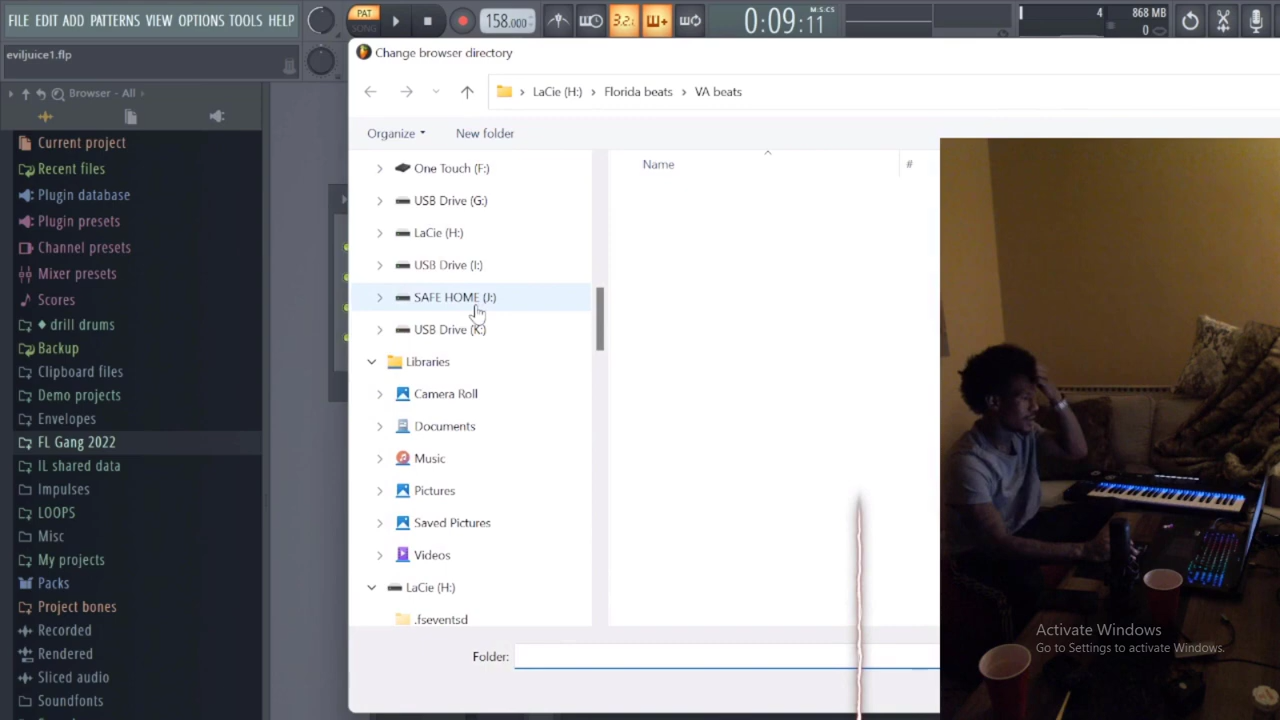 FILE EDIT ADD PATTERNS VIEW OPTIONS TOOLS HELP
PAT
SONG
158.000
3.2.
0:09:11
M:S:CS
4
868 MB
0
eviljuice1.flp
Browser - All
Current project
Recent files
Plugin database
Plugin presets
Channel presets
Mixer presets
Scores
drill drums
Backup
Clipboard files
Demo projects
Envelopes
FL Gang 2022
IL shared data
Impulses
LOOPS
Misc
My projects
Packs
Project bones
Recorded
Rendered
Sliced audio
Soundfonts
Change browser directory
LaCie (H:) > Florida beats > VA beats
Organize
New folder
Name
#
One Touch (F:)
USB Drive (G:)
LaCie (H:)
USB Drive (I:)
SAFE HOME (J:)
USB Drive (K:)
Libraries
Camera Roll
Documents
Music
Pictures
Saved Pictures
Videos
LaCie (H:)
.fseventsd
Folder:
Activate Windows
Go to Settings to activate Windows.